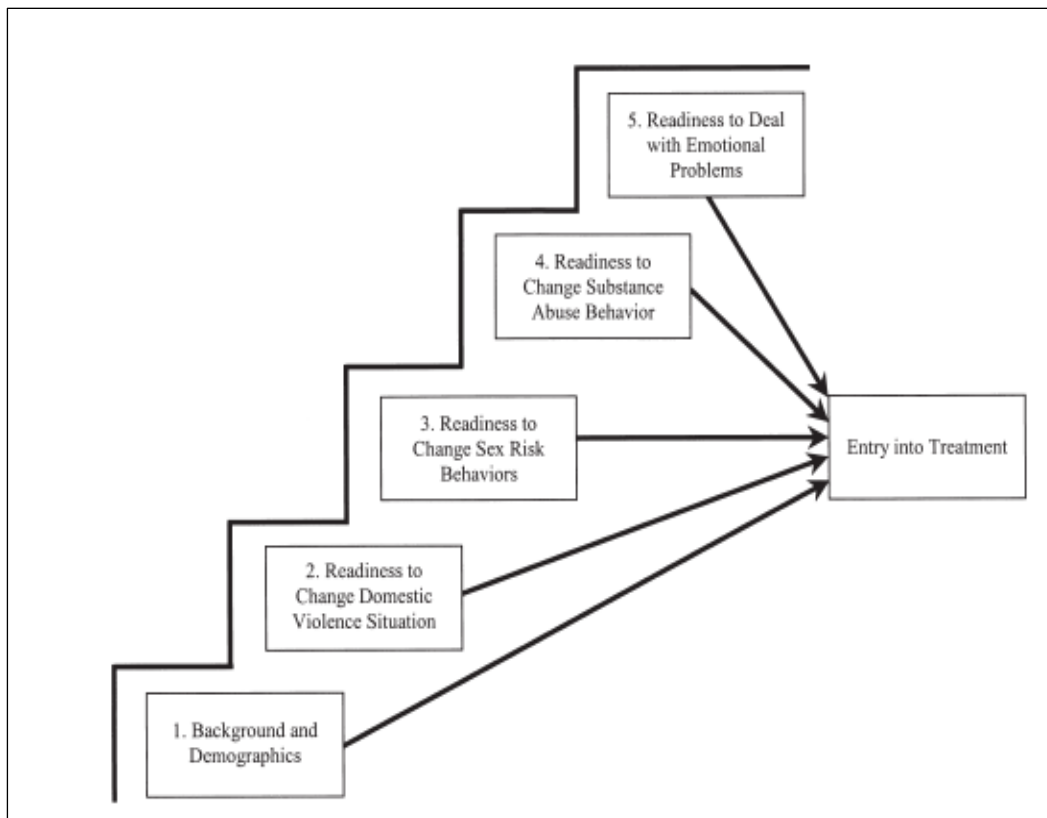 5. Readiness to Deal
with Emotional
Problems
4. Readiness to
Change Substance
Abuse Behavior
3. Readiness to
Change Sex Risk
Behaviors
Entry into Treatment
2. Readiness to
Change Domestic
Violence Situation
1. Background and
Demographics